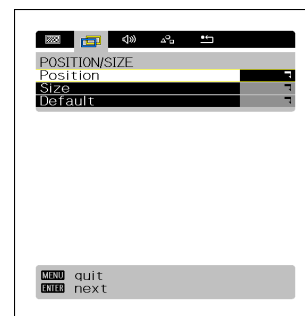 POSITION/SIZE
Position
Size
Default
MENU quit
ENTER next